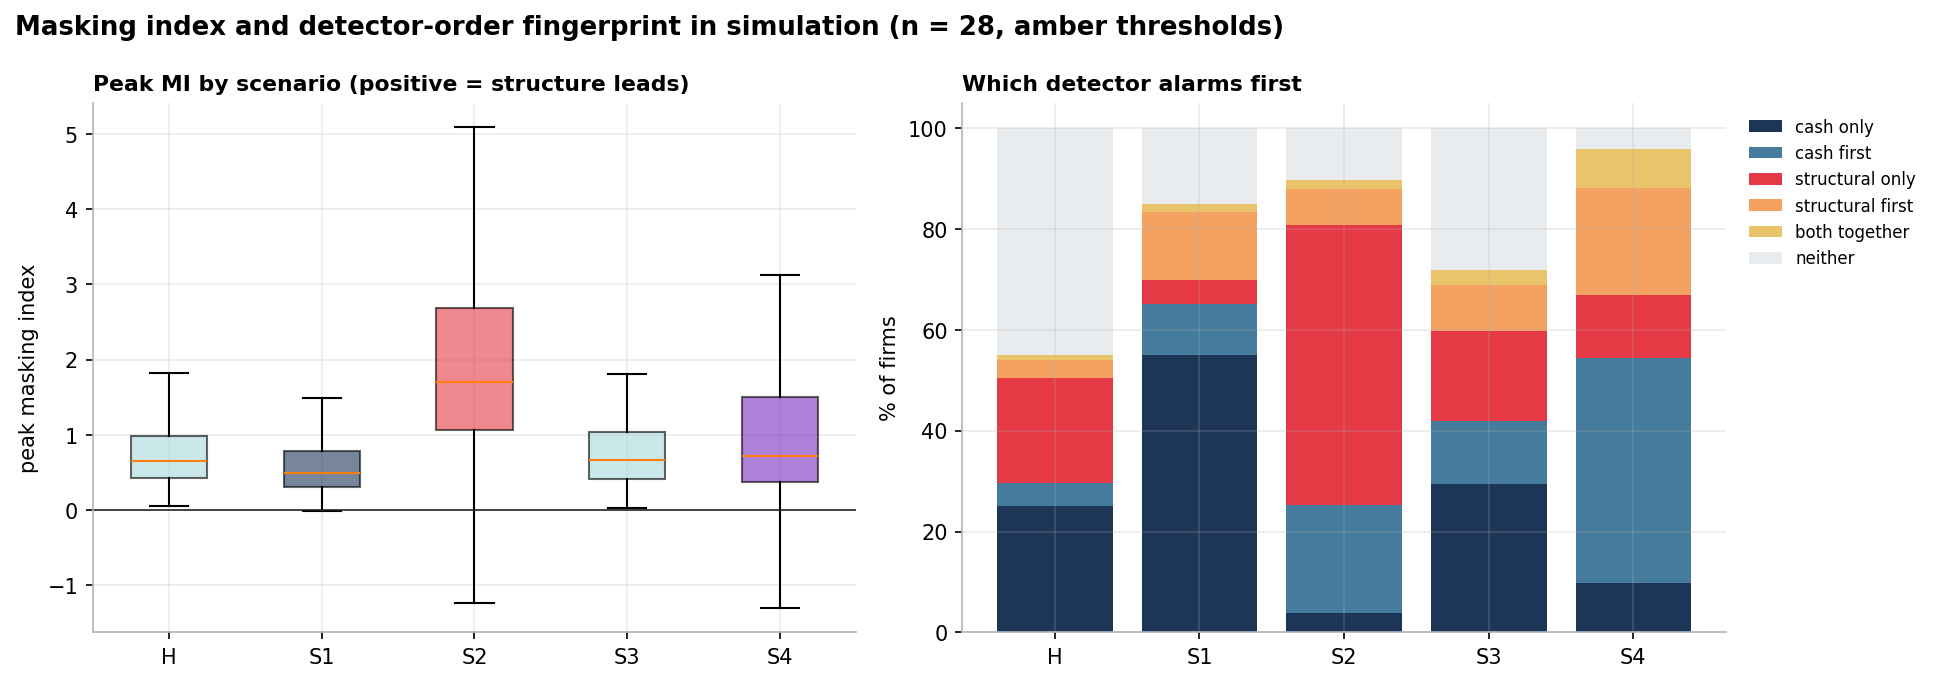 Masking index and detector-order fingerprint in simulation (n = 28, amber thresholds)
Peak MI by scenario (positive = structure leads)
peak masking index
5
4
3
2
1
0
−1
H
S1
S2
S3
S4
Which detector alarms first
% of firms
100
80
60
40
20
0
H
S1
S2
S3
S4
cash only
cash first
structural only
structural first
both together
neither